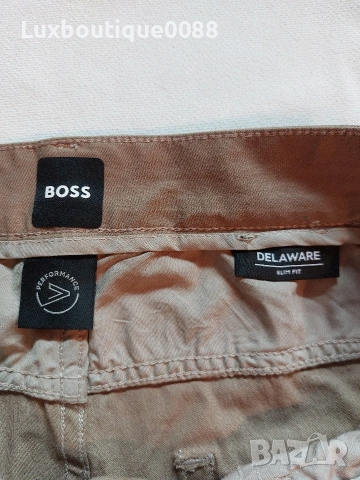 Luxboutique0088
BOSS
PERFORMANCE
DELAWARE
SLIM FIT
BAZAR